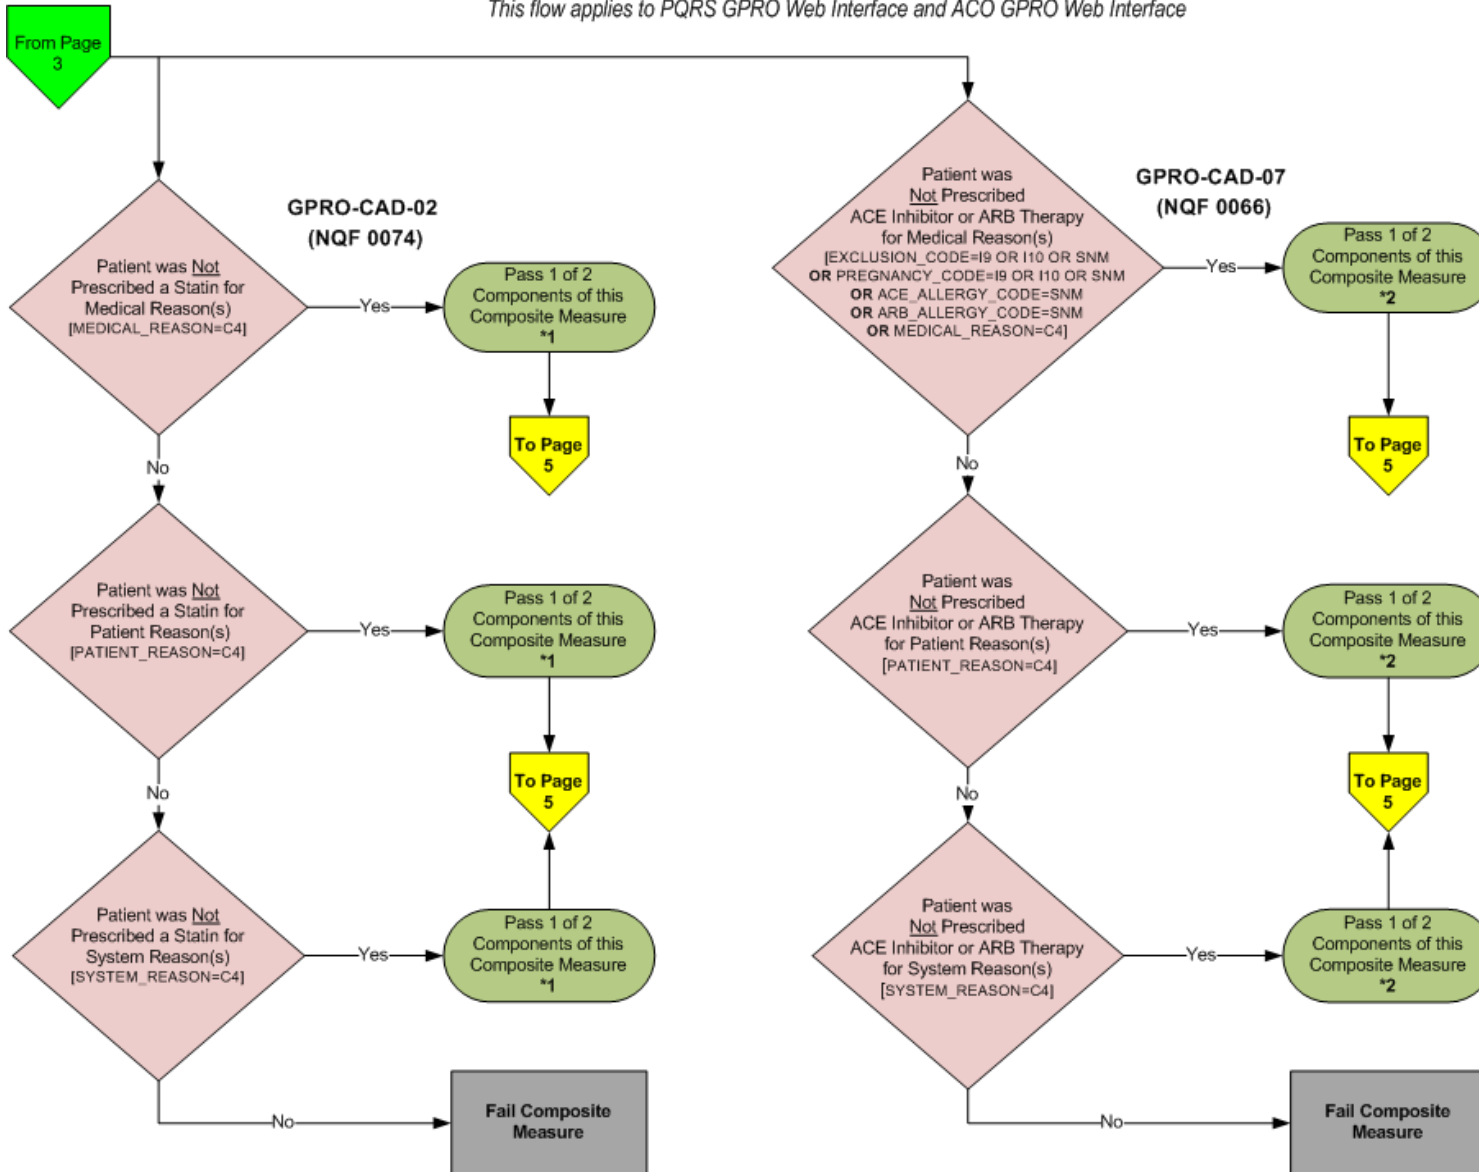 This flow applies to PQRS GPRO Web Interface and ACO GPRO Web Interface
From Page
3
GPRO-CAD-02
(NQF 0074)
Patient was Not
Prescribed a Statin for
Medical Reason(s)
[MEDICAL_REASON=C4]
Yes
Pass 1 of 2
Components of this
Composite Measure
*1
To Page
5
No
Patient was Not
Prescribed a Statin for
Patient Reason(s)
[PATIENT_REASON=C4]
Yes
Pass 1 of 2
Components of this
Composite Measure
*1
To Page
5
No
Patient was Not
Prescribed a Statin for
System Reason(s)
[SYSTEM_REASON=C4]
Yes
Pass 1 of 2
Components of this
Composite Measure
*1
No
Fail Composite
Measure
GPRO-CAD-07
(NQF 0066)
Patient was
Not Prescribed
ACE Inhibitor or ARB Therapy
for Medical Reason(s)
[EXCLUSION_CODE=I9 OR I10 OR SNM
OR PREGNANCY_CODE=I9 OR I10 OR SNM
OR ACE_ALLERGY_CODE=SNM
OR ARB_ALLERGY_CODE=SNM
OR MEDICAL_REASON=C4]
Yes
Pass 1 of 2
Components of this
Composite Measure
*2
To Page
5
No
Patient was
Not Prescribed
ACE Inhibitor or ARB Therapy
for Patient Reason(s)
[PATIENT_REASON=C4]
Yes
Pass 1 of 2
Components of this
Composite Measure
*2
To Page
5
No
Patient was
Not Prescribed
ACE Inhibitor or ARB Therapy
for System Reason(s)
[SYSTEM_REASON=C4]
Yes
Pass 1 of 2
Components of this
Composite Measure
*2
No
Fail Composite
Measure